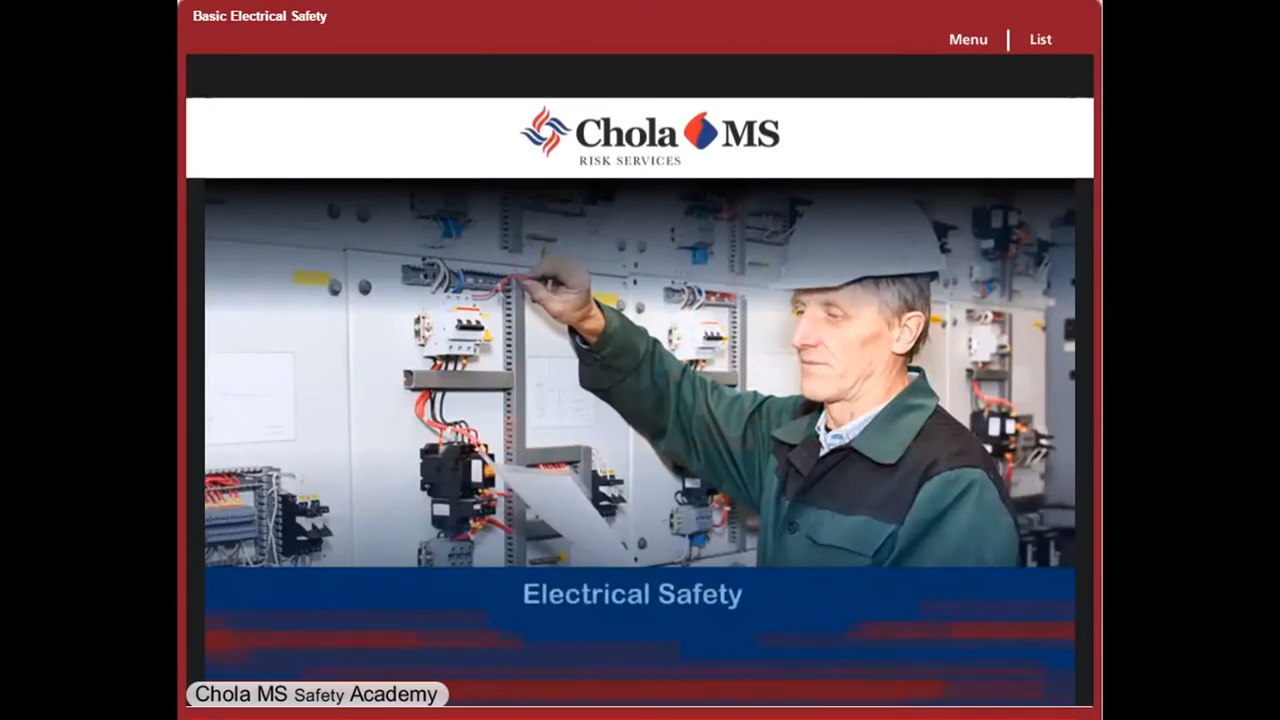 Basic Electrical Safety
Menu | List
Chola MS
RISK SERVICES
Electrical Safety
Chola MS Safety Academy